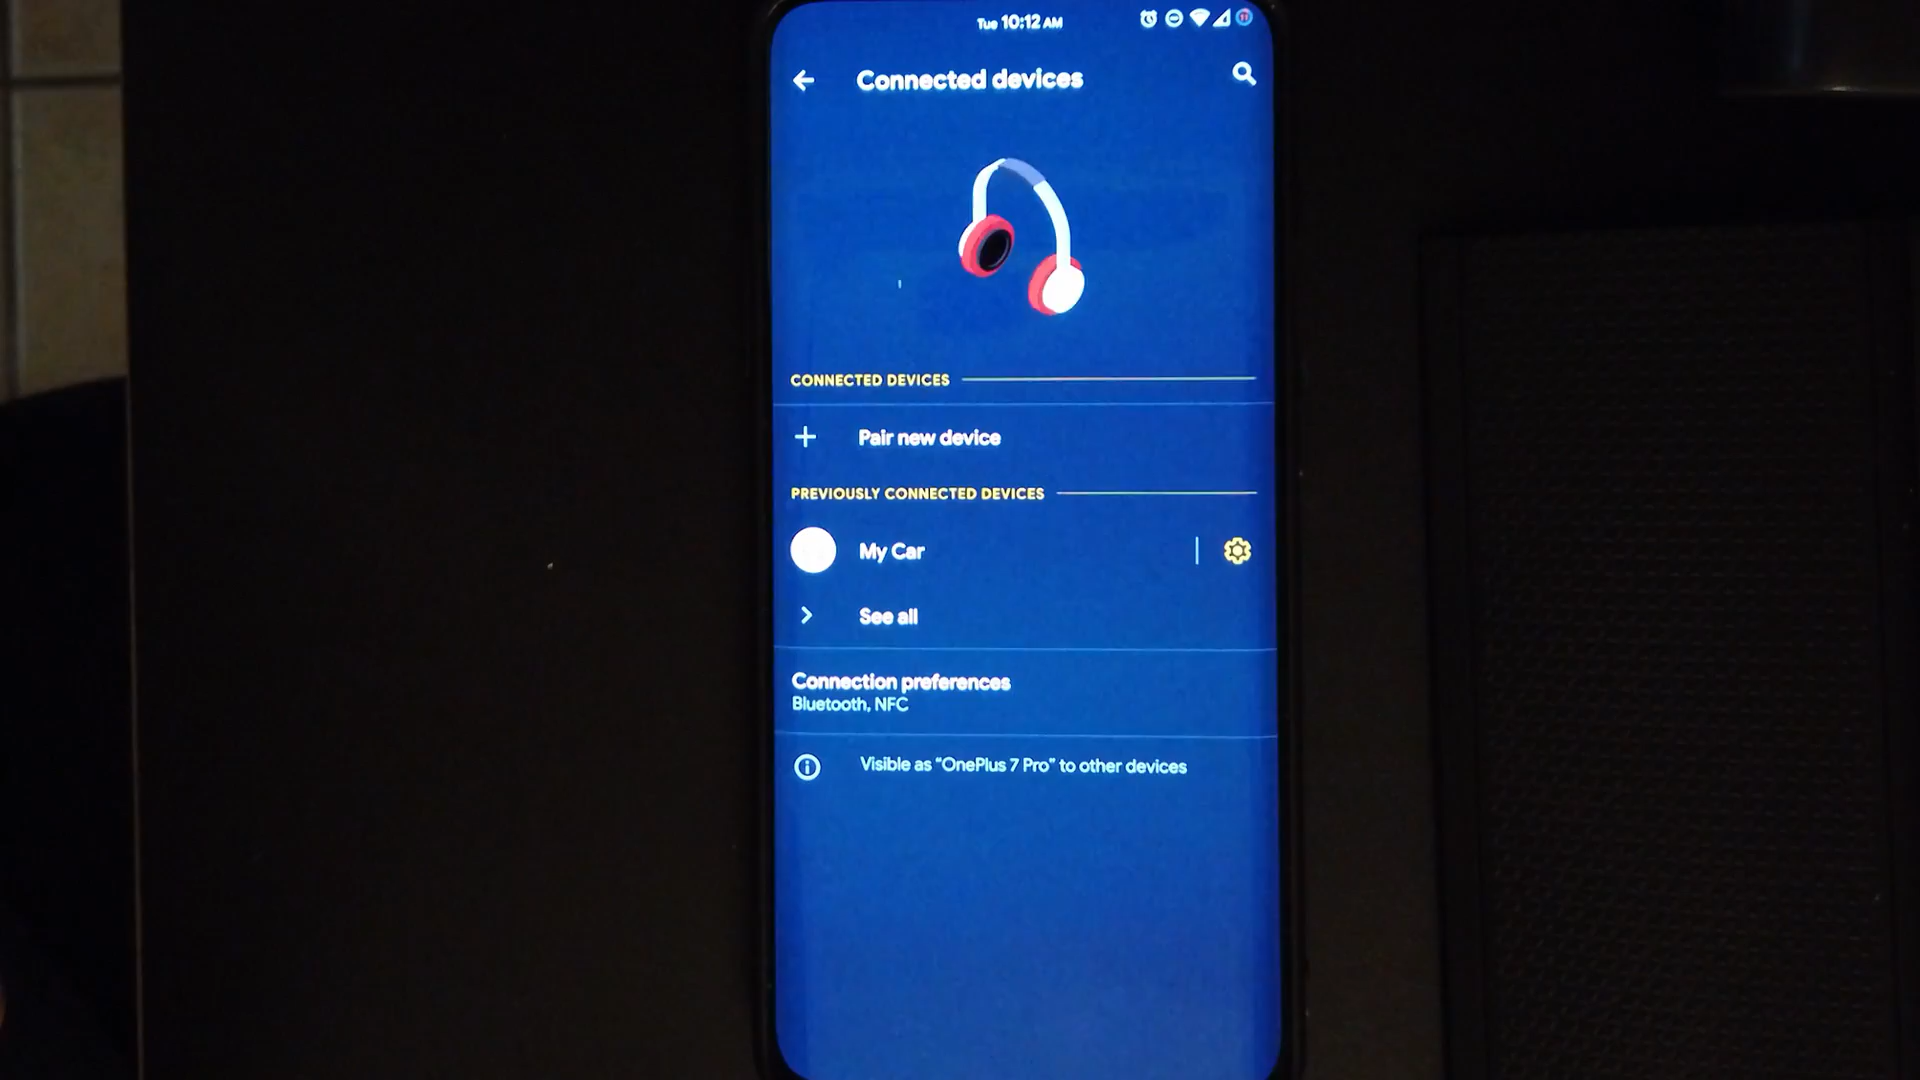 Tue 10:12 AM
Connected devices
CONNECTED DEVICES
Pair new device
PREVIOUSLY CONNECTED DEVICES
My Car
See all
Connection preferences
Bluetooth, NFC
Visible as "OnePlus 7 Pro" to other devices